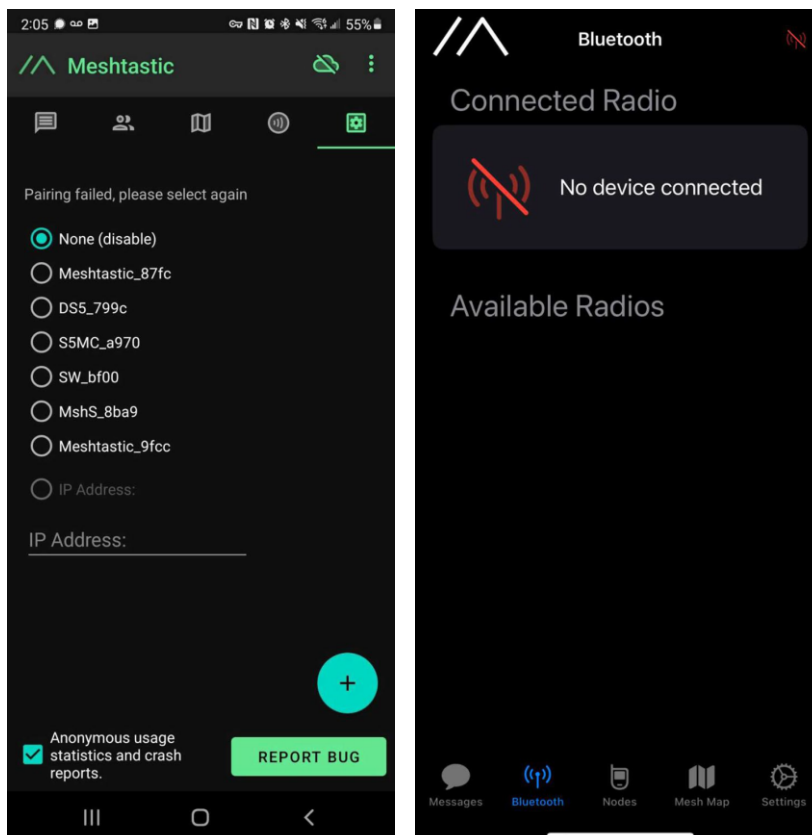 2:05
55%
Meshtastic
Pairing failed, please select again
None (disable)
Meshtastic_87fc
DS5_799c
S5MC_a970
SW_bf00
MshS_8ba9
Meshtastic_9fcc
IP Address:
IP Address:
+
Anonymous usage
statistics and crash
reports.
REPORT BUG
Bluetooth
Connected Radio
No device connected
Available Radios
Messages
Bluetooth
Nodes
Mesh Map
Settings